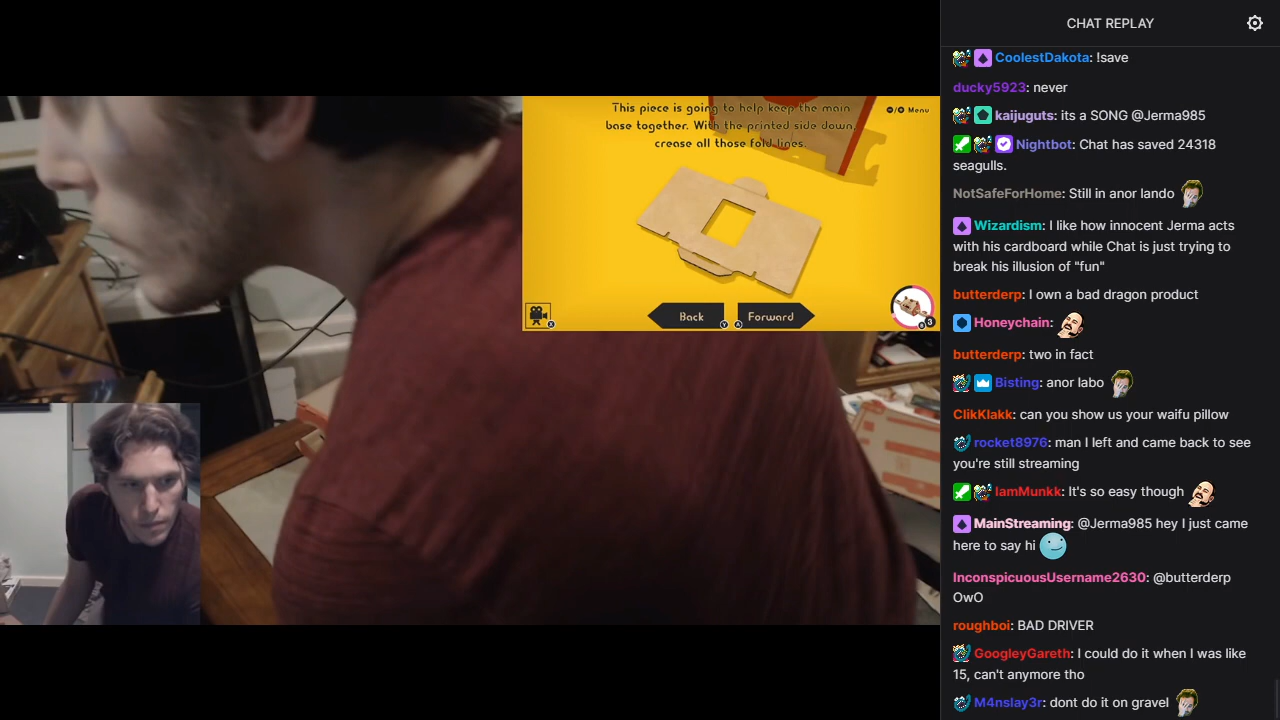 This piece is going to help keep the main
base together. With the printed side down,
crease all those fold lines.
⊖/⊕ Menu
Back
Forward
X
Y
A
3
CHAT REPLAY
CoolestDakota: !save
ducky5923: never
kaijuguts: its a SONG @Jerma985
Nightbot: Chat has saved 24318
seagulls.
NotSafeForHome: Still in anor lando
Wizardism: I like how innocent Jerma acts
with his cardboard while Chat is just trying to
break his illusion of "fun"
butterderp: I own a bad dragon product
Honeychain:
butterderp: two in fact
Bisting: anor labo
ClikKlakk: can you show us your waifu pillow
rocket8976: man I left and came back to see
you're still streaming
IamMunkk: It's so easy though
MainStreaming: @Jerma985 hey I just came
here to say hi
InconspicuousUsername2630: @butterderp
OwO
roughboi: BAD DRIVER
GoogleyGareth: I could do it when I was like
15, can't anymore tho
M4nslay3r: dont do it on gravel